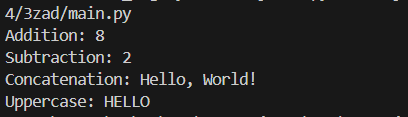 4/3zad/main.py
Addition: 8
Subtraction: 2
Concatenation: Hello, World!
Uppercase: HELLO